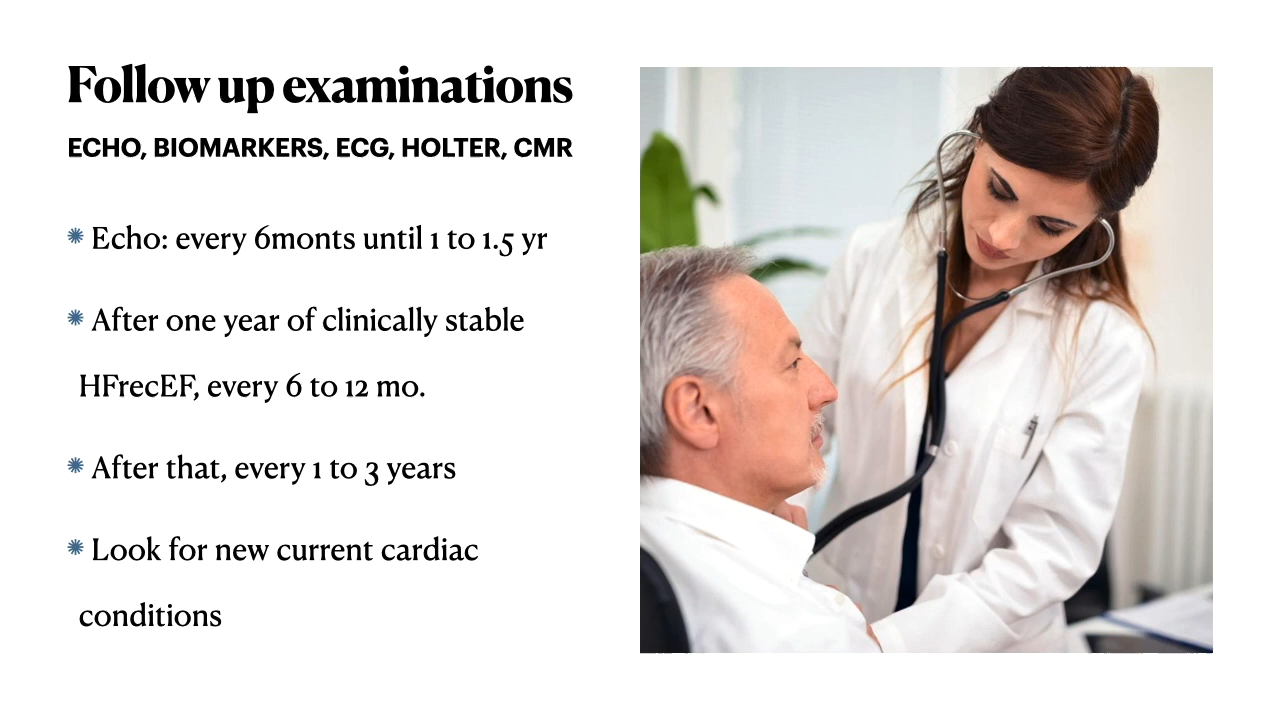 Follow up examinations
ECHO, BIOMARKERS, ECG, HOLTER, CMR
Echo: every 6monts until 1 to 1.5 yr
After one year of clinically stable
HFrecEF, every 6 to 12 mo.
After that, every 1 to 3 years
Look for new current cardiac
conditions